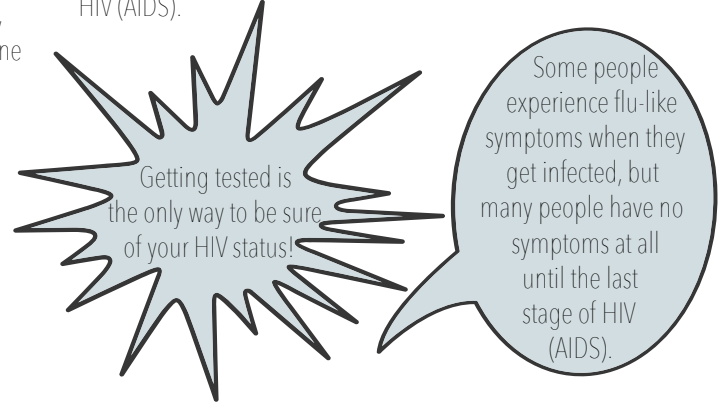 HIV (AIDS).
ne
Getting tested is
the only way to be sure
of your HIV status!
Some people
experience flu-like
symptoms when they
get infected, but
many people have no
symptoms at all
until the last
stage of HIV
(AIDS).